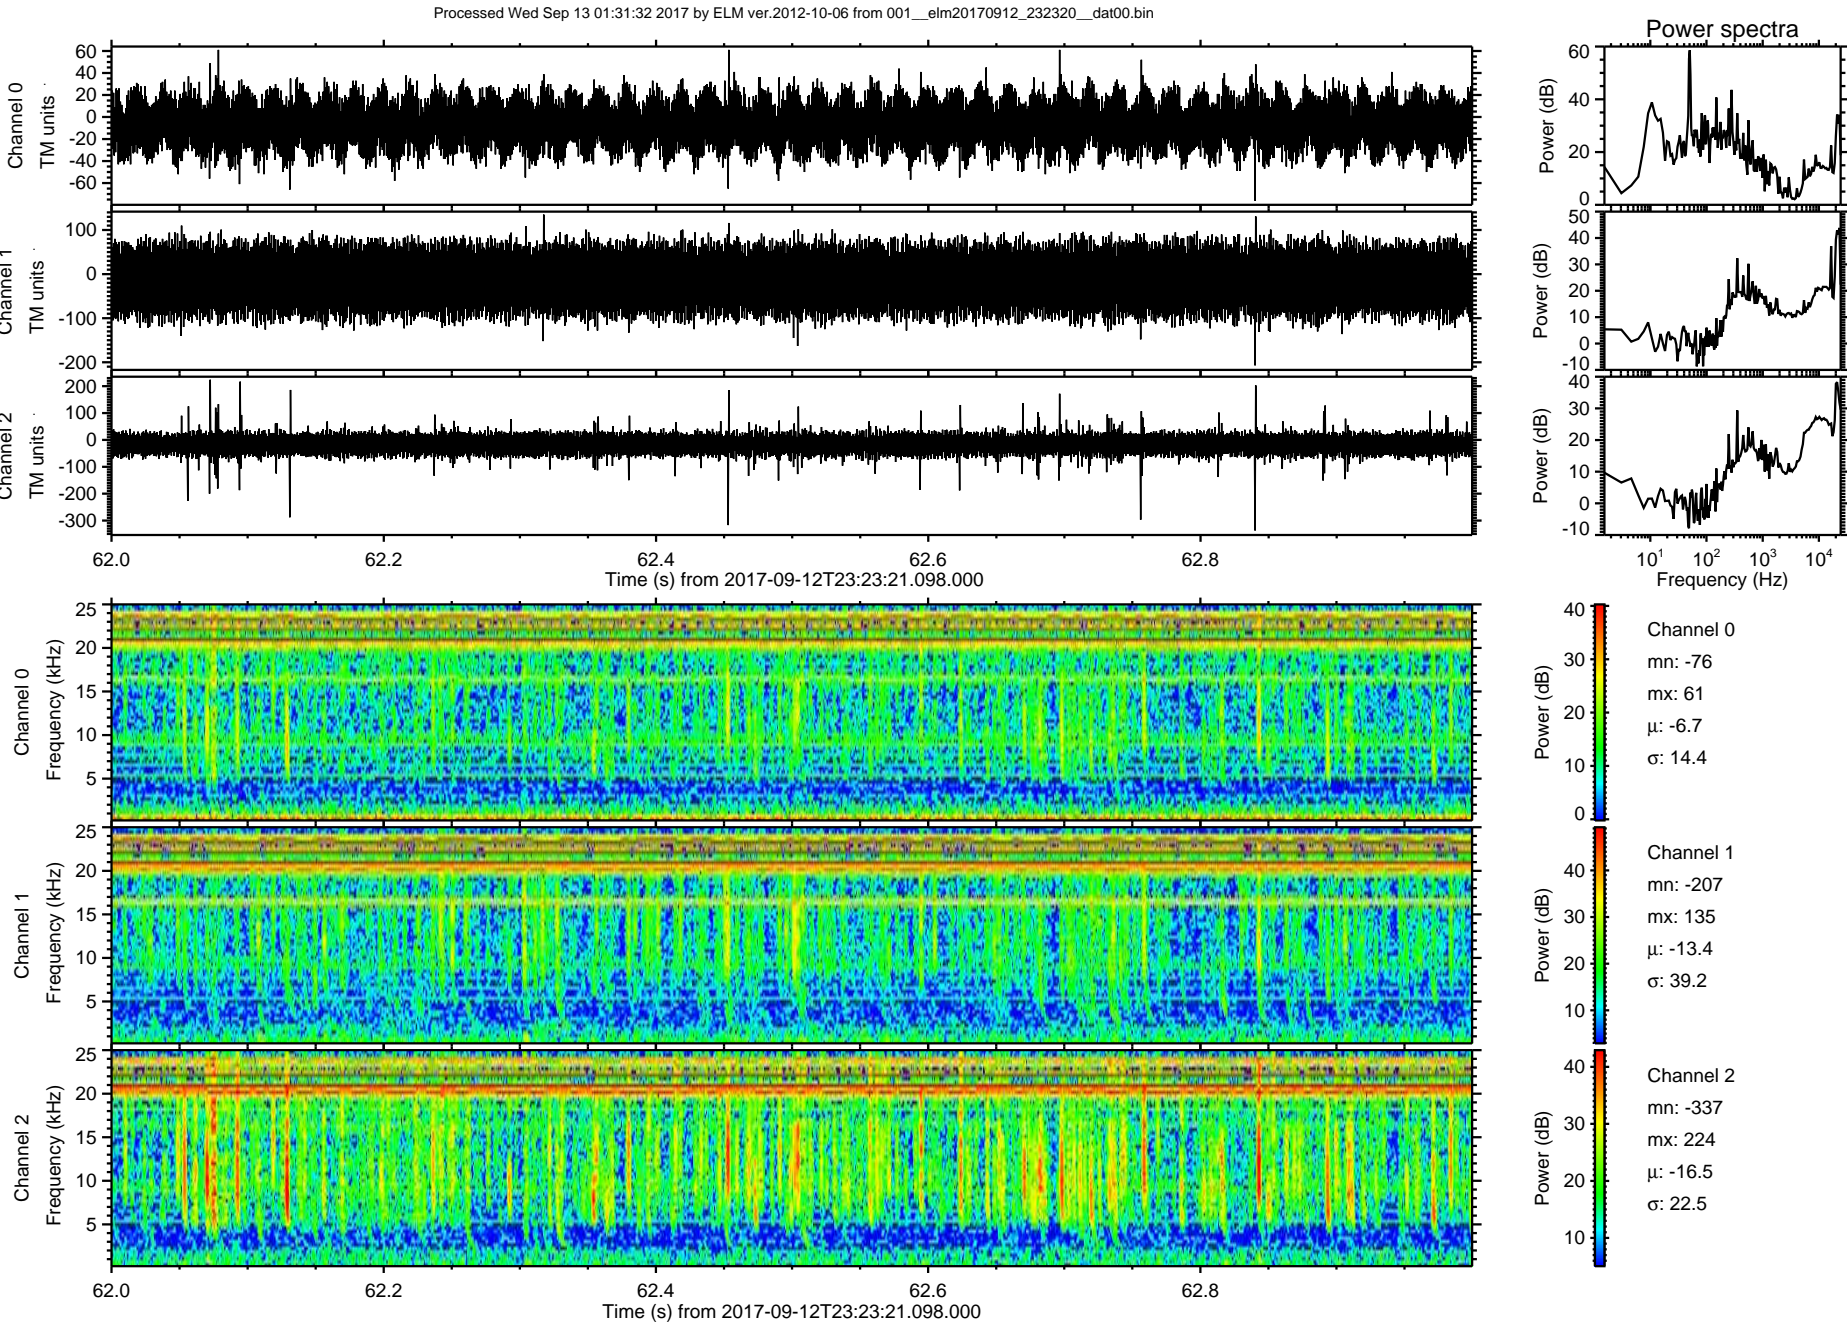 Processed Wed Sep 13 01:31:32 2017 by ELM ver.2012-10-06 from 001__elm20170912_232320__dat00.bin
Power spectra
Channel 0
TM units
60
40
20
0
-20
-40
-60
Power (dB)
60
40
20
0
Channel 1
TM units
100
0
-100
-200
Power (dB)
50
40
30
20
10
0
-10
Channel 2
TM units
200
100
0
-100
-200
-300
Power (dB)
40
30
20
10
0
-10
62.0 62.2 62.4 62.6 62.8
Time (s) from 2017-09-12T23:23:21.098.000
10¹ 10² 10³ 10⁴
Frequency (Hz)
Channel 0
Frequency (kHz)
25
20
15
10
5
Power (dB)
40
30
20
10
0
Channel 0
mn: -76
mx: 61
μ: -6.7
σ: 14.4
Channel 1
Frequency (kHz)
25
20
15
10
5
Power (dB)
40
30
20
10
Channel 1
mn: -207
mx: 135
μ: -13.4
σ: 39.2
Channel 2
Frequency (kHz)
25
20
15
10
5
Power (dB)
40
30
20
10
Channel 2
mn: -337
mx: 224
μ: -16.5
σ: 22.5
62.0 62.2 62.4 62.6 62.8
Time (s) from 2017-09-12T23:23:21.098.000